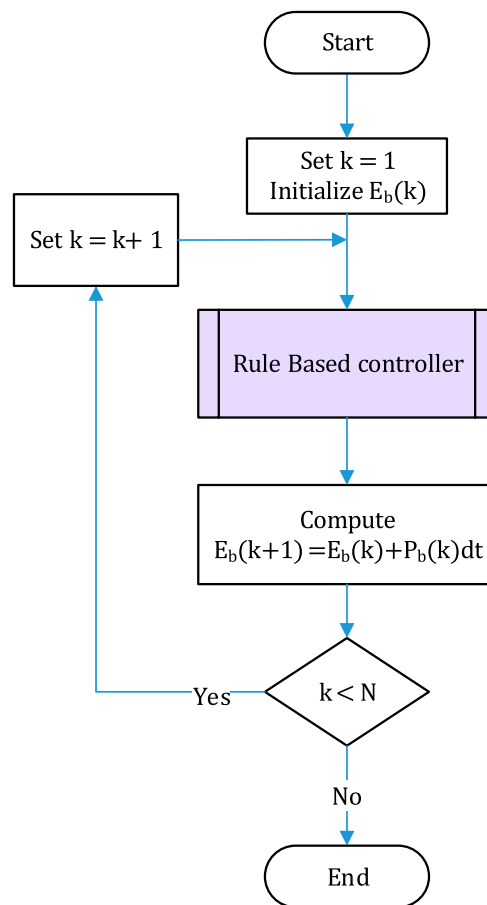 Start
Set k = 1
Initialize E_b(k)
Set k = k+ 1
Rule Based controller
Compute
E_b(k+1) =E_b(k)+P_b(k)dt
k < N
Yes
No
End